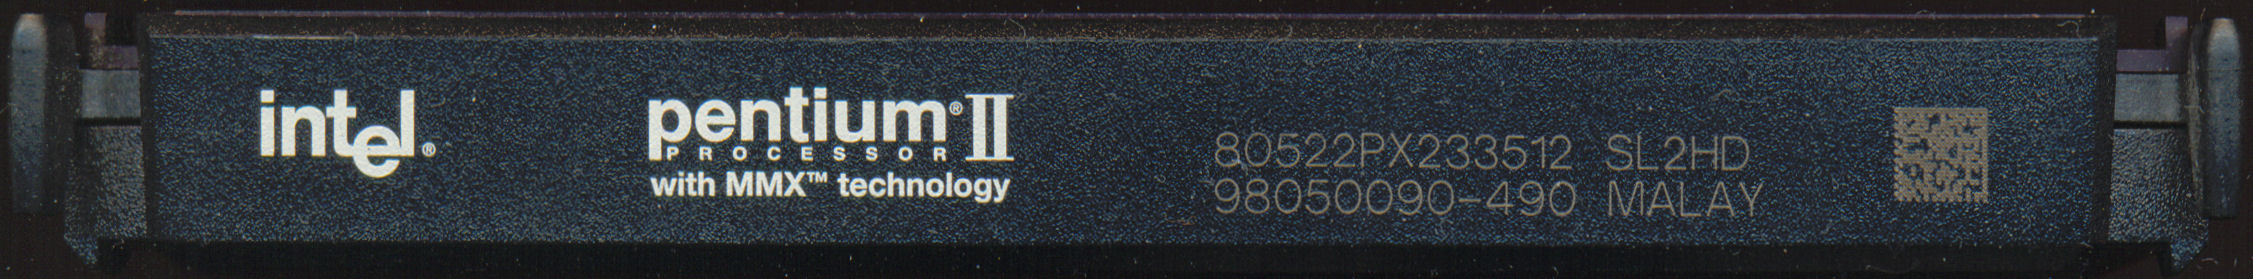 intel®
pentium® II
PROCESSOR
with MMX™ technology
80522PX233512 SL2HD
98050090-490 MALAY